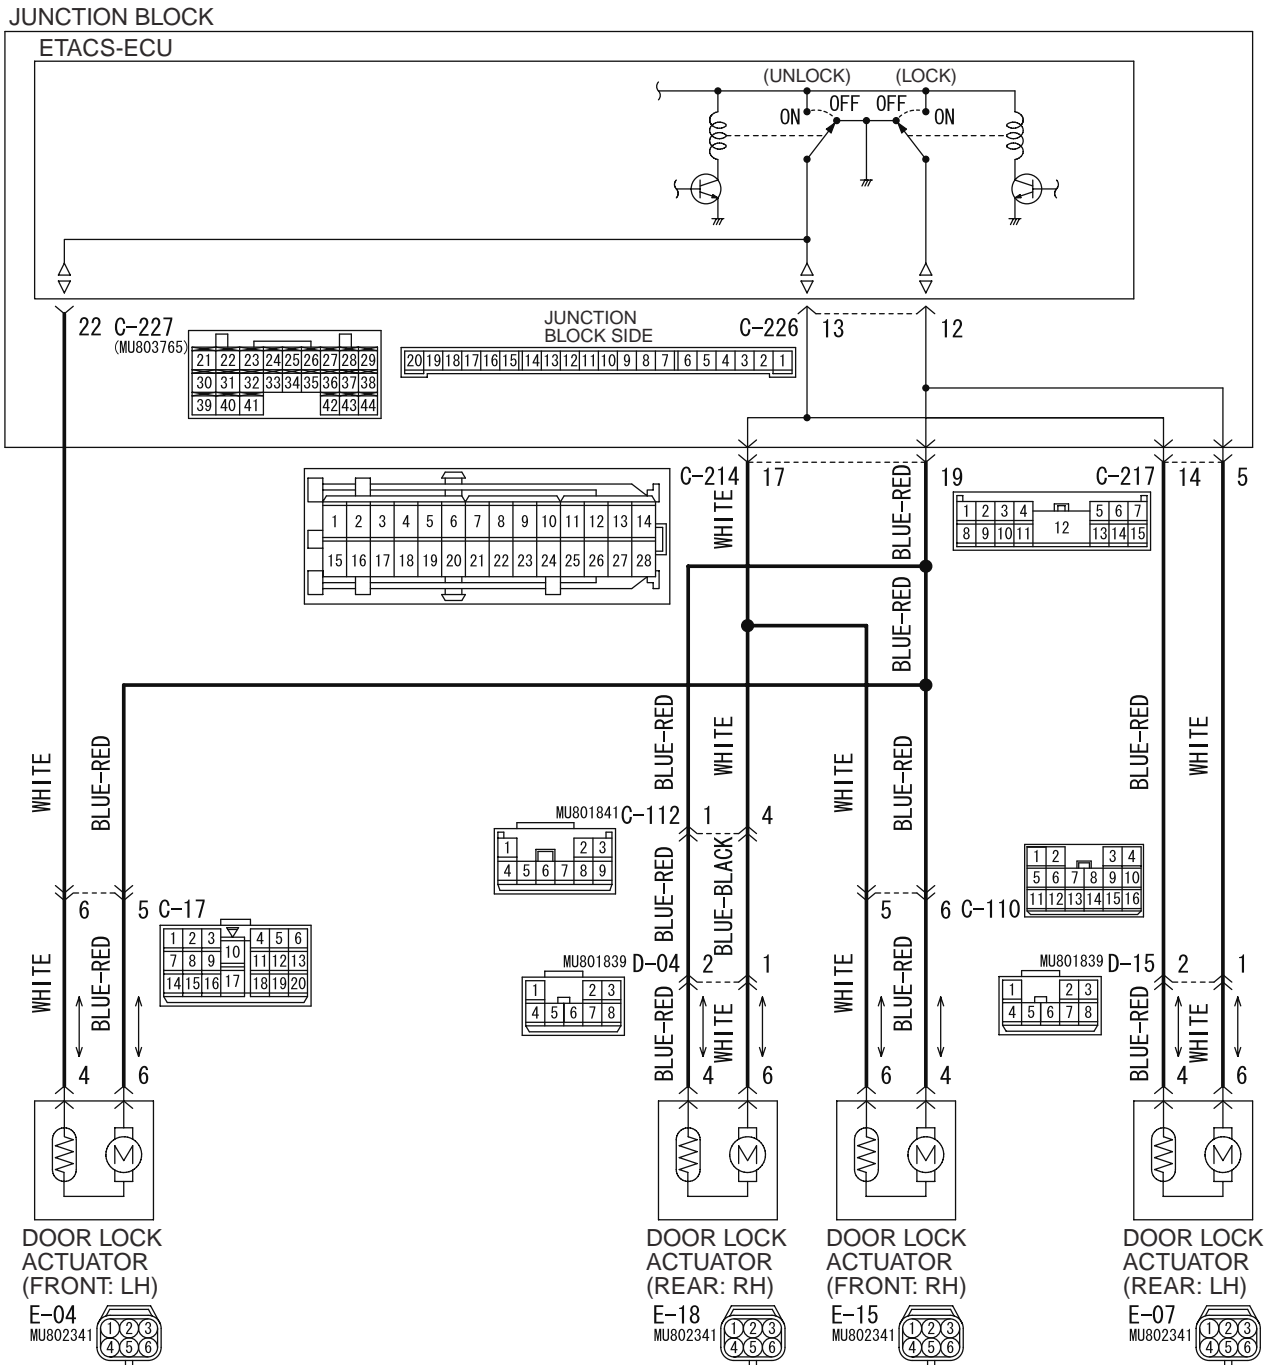 JUNCTION BLOCK
ETACS-ECU
(UNLOCK) (LOCK)
ON OFF OFF ON
22 C-227
(MU803765)
21 22 23 24 25 26 27 28 29
30 31 32 33 34 35 36 37 38
39 40 41 42 43 44
JUNCTION
BLOCK SIDE
20 19 18 17 16 15 14 13 12 11 10 9 8 7 6 5 4 3 2 1
C-226 13 12
C-214 17 19
C-217 14 5
1 2 3 4 5 6 7 8 9 10 11 12 13 14
15 16 17 18 19 20 21 22 23 24 25 26 27 28
WHITE
BLUE-RED
1 2 3 4 5 6 7
12
8 9 10 11 13 14 15
BLUE-RED
WHITE
BLUE-RED
BLUE-RED
WHITE
WHITE
BLUE-RED
BLUE-RED
WHITE
MU801841 C-112 1 4
1 2 3
4 5 6 7 8 9
BLUE-RED
BLUE-BLACK
1 2 3 4
5 6 7 8 9 10
11 12 13 14 15 16
6 5 C-17
1 2 3 4 5 6
7 8 9 10 11 12 13
14 15 16 17 18 19 20
5 6 C-110
MU801839 D-04 2 1
1 2 3
4 5 6 7 8
MU801839 D-15 2 1
1 2 3
4 5 6 7 8
WHITE
BLUE-RED
BLUE-RED
WHITE
WHITE
BLUE-RED
BLUE-RED
WHITE
4 6
4 6
6 4
4 6
M
M
M
M
DOOR LOCK
ACTUATOR
(FRONT: LH)
E-04
MU802341
1 2 3
4 5 6
DOOR LOCK
ACTUATOR
(REAR: RH)
E-18
MU802341
1 2 3
4 5 6
DOOR LOCK
ACTUATOR
(FRONT: RH)
E-15
MU802341
1 2 3
4 5 6
DOOR LOCK
ACTUATOR
(REAR: LH)
E-07
MU802341
1 2 3
4 5 6